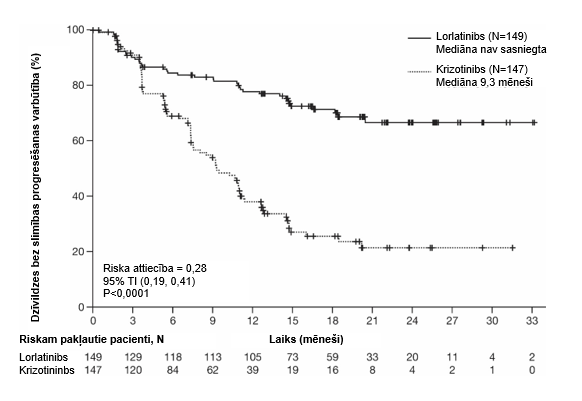 Dzīvildzes bez slimības progresēšanas varbūtība (%)
100
80
60
40
20
0
Lorlatinibs (N=149)
Mediāna nav sasniegta
Krizotinibs (N=147)
Mediāna 9,3 mēneši
Riska attiecība = 0,28
95% TI (0,19, 0,41)
P<0,0001
0 3 6 9 12 15 18 21 24 27 30 33
Riskam pakļautie pacienti, N Laiks (mēneši)
Lorlatinibs 149 129 118 113 105 73 59 33 20 11 4 2
Krizotininbs 147 120 84 62 39 19 16 8 4 2 1 0